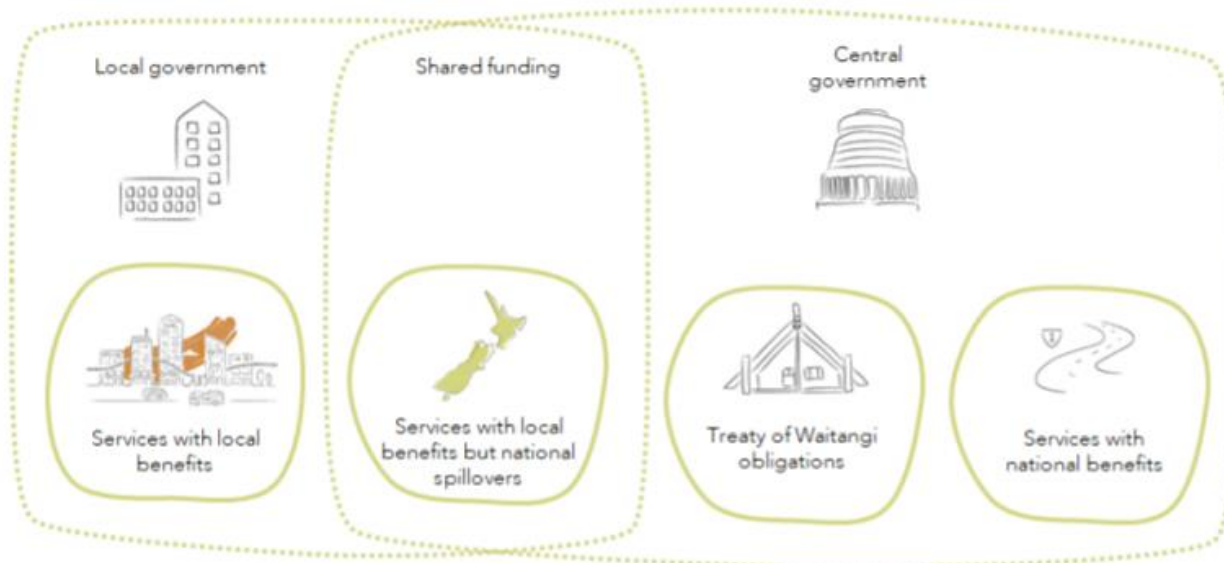 Local government
Shared funding
Central
government
Services with local
benefits
Services with local
benefits but national
spillovers
Treaty of Waitangi
obligations
Services with
national benefits